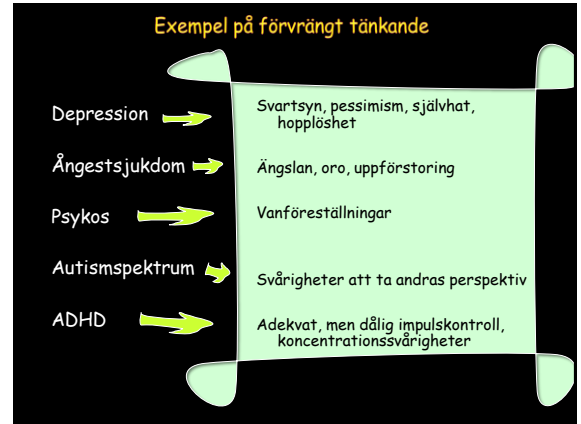 Exempel på förvrängt tänkande
Depression
Svartsyn, pessimism, självhat,
hopplöshet
Ångestsjukdom
Ängslan, oro, uppförstoring
Psykos
Vanföreställningar
Autismspektrum
Svårigheter att ta andras perspektiv
ADHD
Adekvat, men dålig impulskontroll,
koncentrationssvårigheter